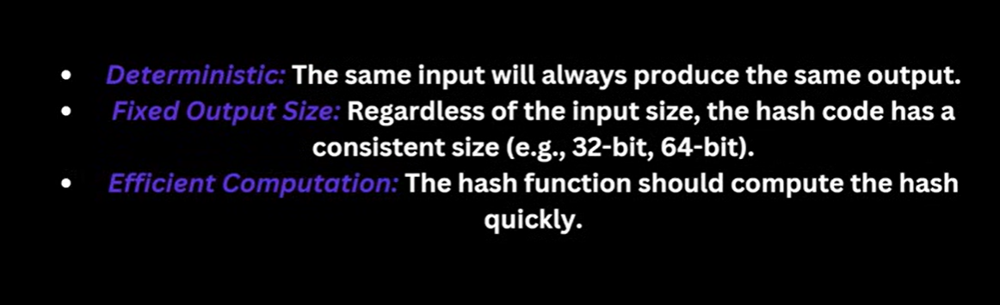 • Deterministic: The same input will always produce the same output.
• Fixed Output Size: Regardless of the input size, the hash code has a
consistent size (e.g., 32-bit, 64-bit).
• Efficient Computation: The hash function should compute the hash
quickly.